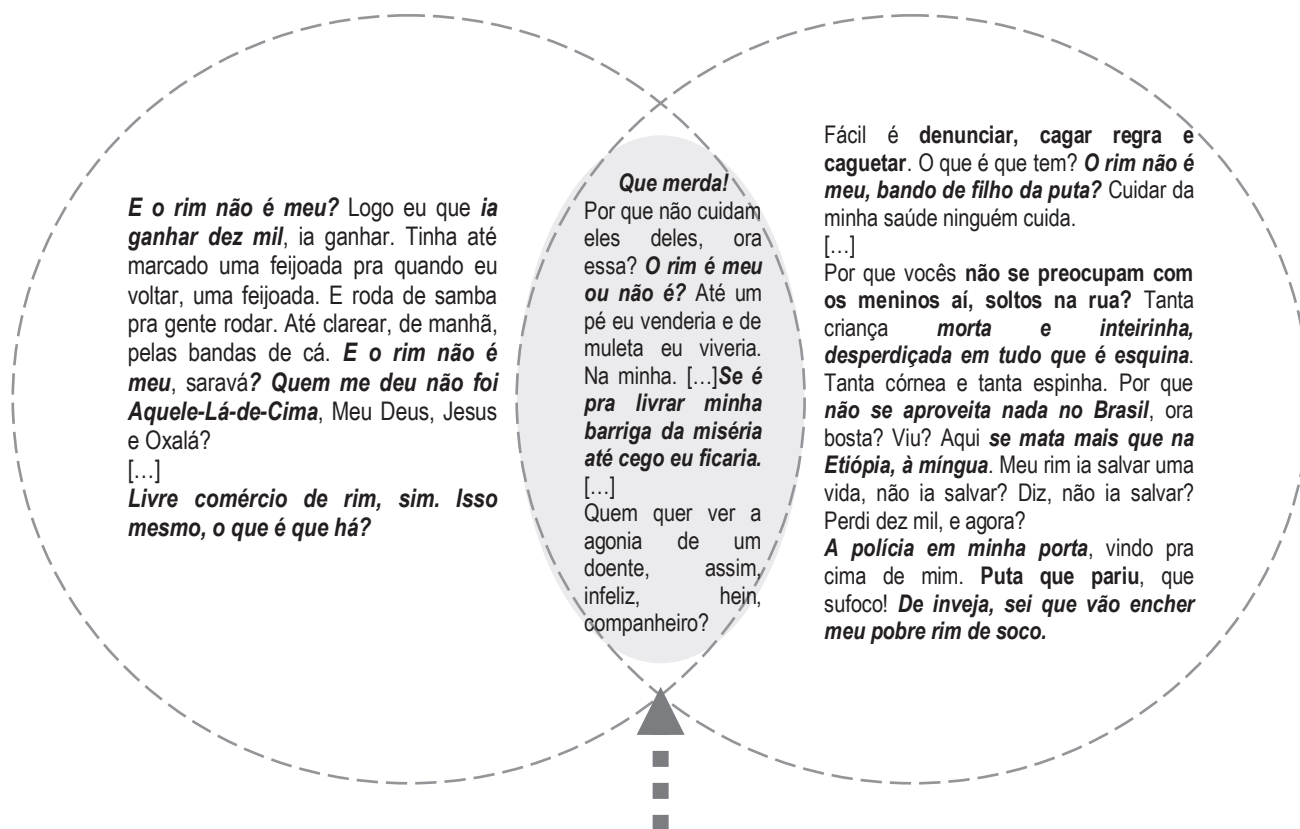 E o rim não é meu? Logo eu que ia
ganhar dez mil, ia ganhar. Tinha até
marcado uma feijoada pra quando eu
voltar, uma feijoada. E roda de samba
pra gente rodar. Até clarear, de manhã,
pelas bandas de cá. E o rim não é
meu, saravá? Quem me deu não foi
Aquele-Lá-de-Cima, Meu Deus, Jesus
e Oxalá?
[…]
Livre comércio de rim, sim. Isso
mesmo, o que é que há?
Que merda!
Por que não cuidam
eles deles, ora
essa? O rim é meu
ou não é? Até um
pé eu venderia e de
muleta eu viveria.
Na minha. […]Se é
pra livrar minha
barriga da miséria
até cego eu ficaria.
[…]
Quem quer ver a
agonia de um
doente, assim,
infeliz, hein,
companheiro?
Fácil é denunciar, cagar regra e
caguetar. O que é que tem? O rim não é
meu, bando de filho da puta? Cuidar da
minha saúde ninguém cuida.
[…]
Por que vocês não se preocupam com
os meninos aí, soltos na rua? Tanta
criança morta e inteirinha,
desperdiçada em tudo que é esquina.
Tanta córnea e tanta espinha. Por que
não se aproveita nada no Brasil, ora
bosta? Viu? Aqui se mata mais que na
Etiópia, à míngua. Meu rim ia salvar uma
vida, não ia salvar? Diz, não ia salvar?
Perdi dez mil, e agora?
A polícia em minha porta, vindo pra
cima de mim. Puta que pariu, que
sufoco! De inveja, sei que vão encher
meu pobre rim de soco.